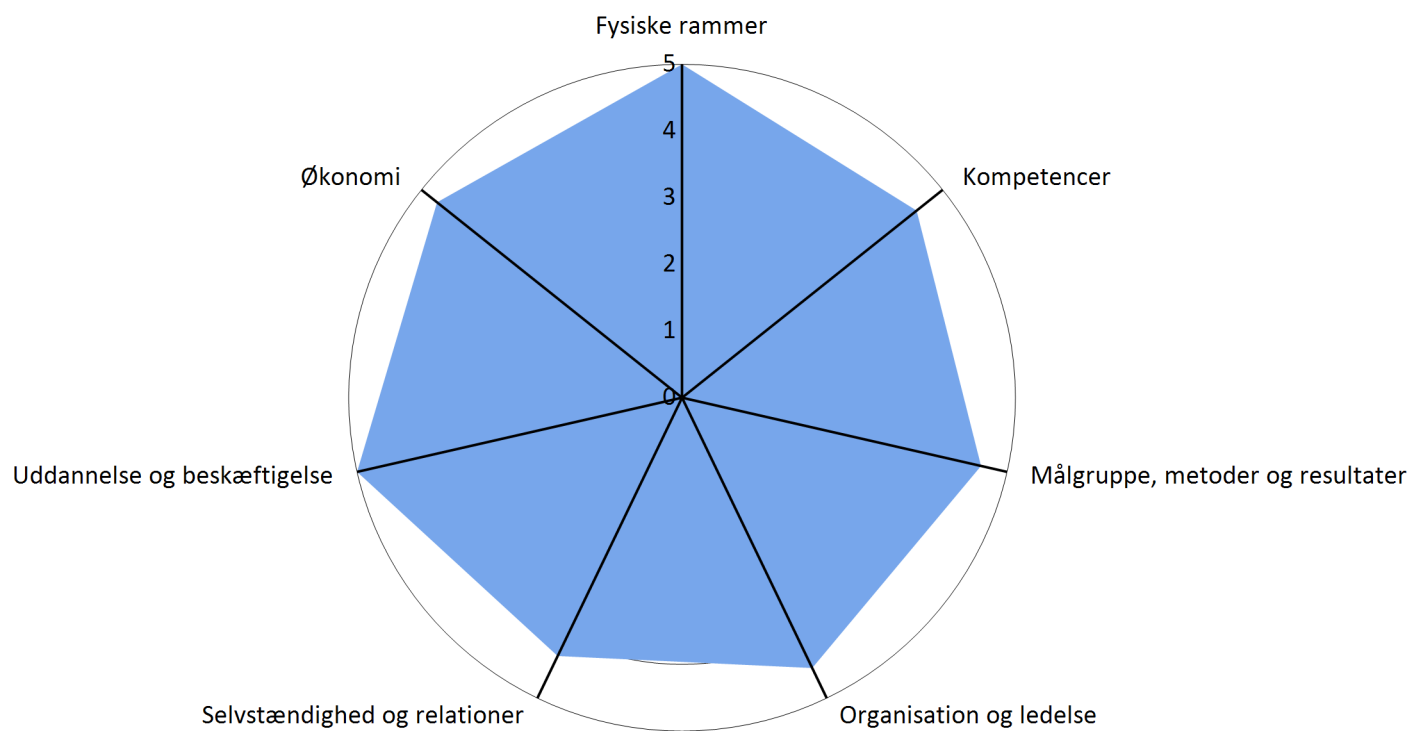 Fysiske rammer
5
4
Økonomi
Kompetencer
3
2
1
0
Uddannelse og beskæftigelse
Målgruppe, metoder og resultater
Selvstændighed og relationer
Organisation og ledelse